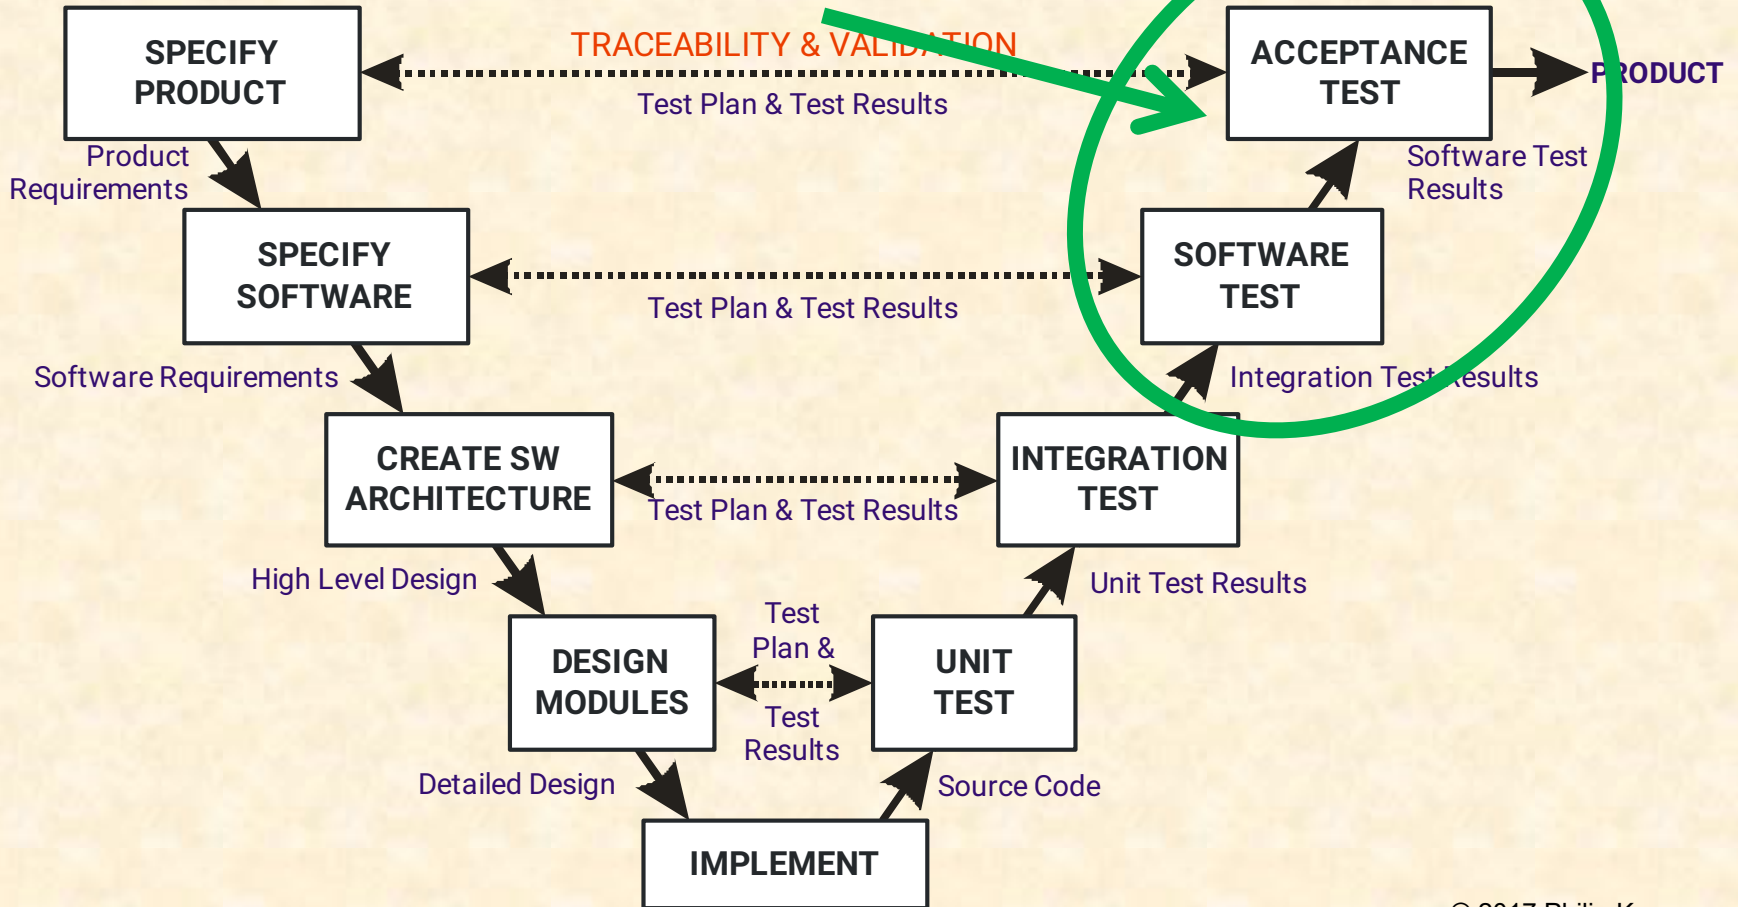 SPECIFY
PRODUCT
TRACEABILITY & VALIDATION
Test Plan & Test Results
ACCEPTANCE
TEST
PRODUCT
Product
Requirements
Software Test
Results
SPECIFY
SOFTWARE
Test Plan & Test Results
SOFTWARE
TEST
Software Requirements
Integration Test Results
CREATE SW
ARCHITECTURE
Test Plan & Test Results
INTEGRATION
TEST
High Level Design
Unit Test Results
DESIGN
MODULES
Test
Plan &
Test
Results
UNIT
TEST
Detailed Design
Source Code
IMPLEMENT